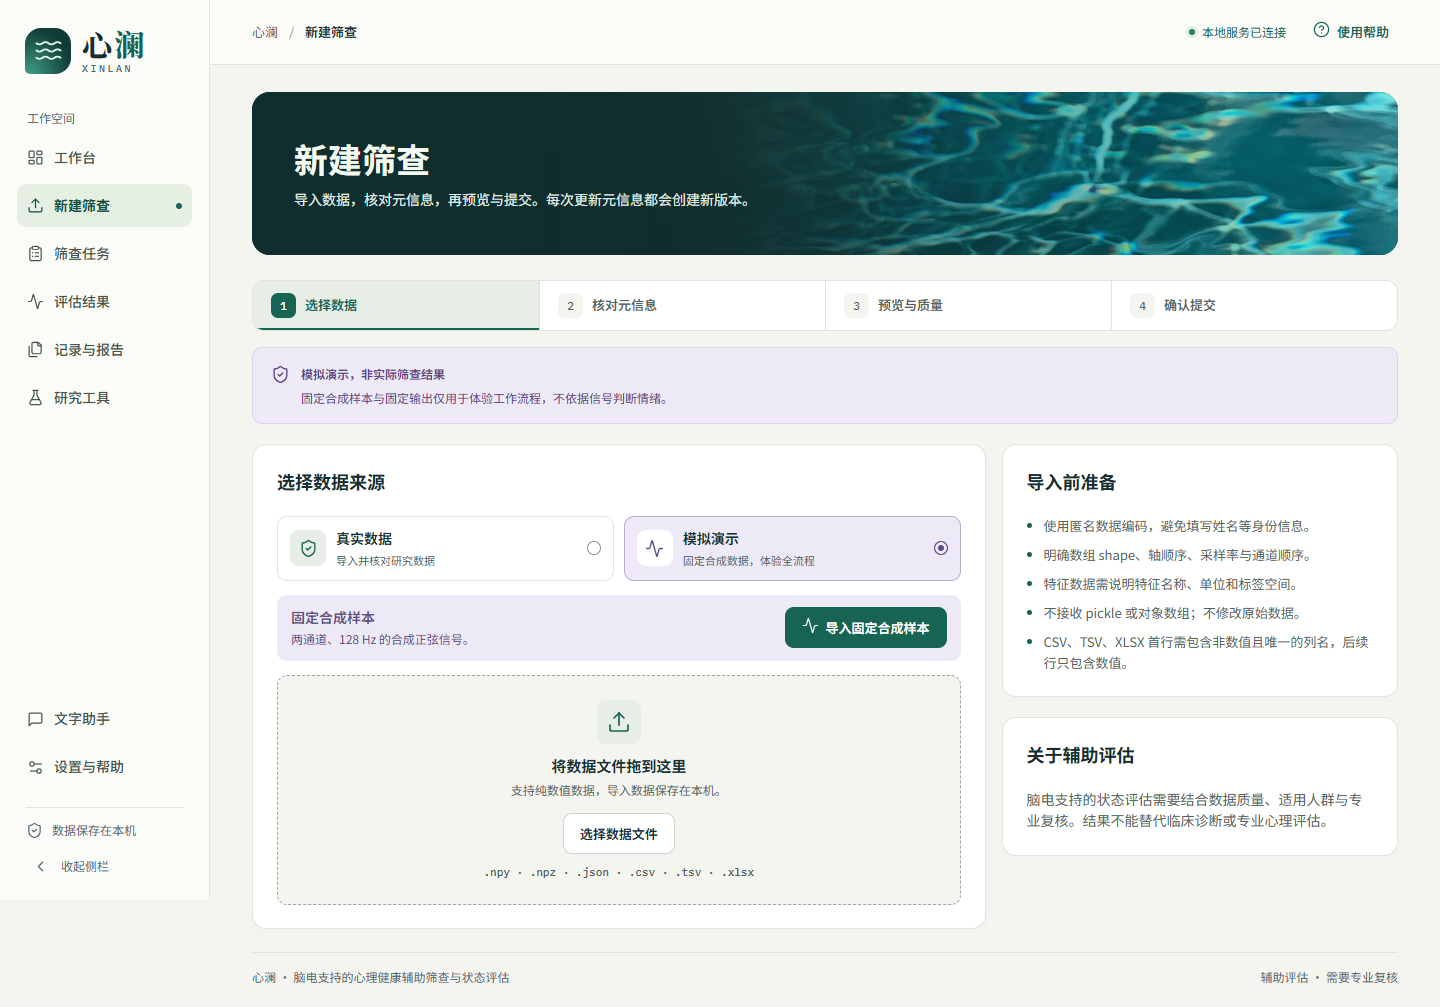 心澜
XINLAN
工作空间
工作台
新建筛查
筛查任务
评估结果
记录与报告
研究工具
文字助手
设置与帮助
数据保存在本机
收起侧栏
心澜 / 新建筛查
本地服务已连接
使用帮助
新建筛查
导入数据，核对元信息，再预览与提交。每次更新元信息都会创建新版本。
1 选择数据
2 核对元信息
3 预览与质量
4 确认提交
模拟演示，非实际筛查结果
固定合成样本与固定输出仅用于体验工作流程，不依据信号判断情绪。
选择数据来源
真实数据
导入并核对研究数据
模拟演示
固定合成数据，体验全流程
固定合成样本
两通道、128 Hz 的合成正弦信号。
导入固定合成样本
将数据文件拖到这里
支持纯数值数据，导入数据保存在本机。
选择数据文件
.npy · .npz · .json · .csv · .tsv · .xlsx
导入前准备
使用匿名数据编码，避免填写姓名等身份信息。
明确数组 shape、轴顺序、采样率与通道顺序。
特征数据需说明特征名称、单位和标签空间。
不接收 pickle 或对象数组；不修改原始数据。
CSV、TSV、XLSX 首行需包含非数值且唯一的列名，后续
行只包含数值。
关于辅助评估
脑电支持的状态评估需要结合数据质量、适用人群与专
业复核。结果不能替代临床诊断或专业心理评估。
心澜 · 脑电支持的心理健康辅助筛查与状态评估
辅助评估 · 需要专业复核